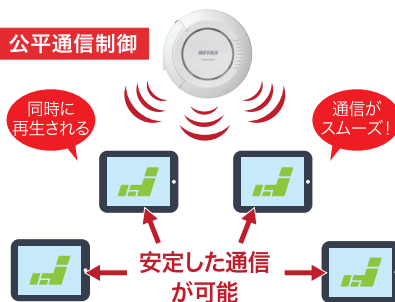 公平通信制御
BUFFALO
同時に
再生される
通信が
スムーズ!
安定した通信
が可能